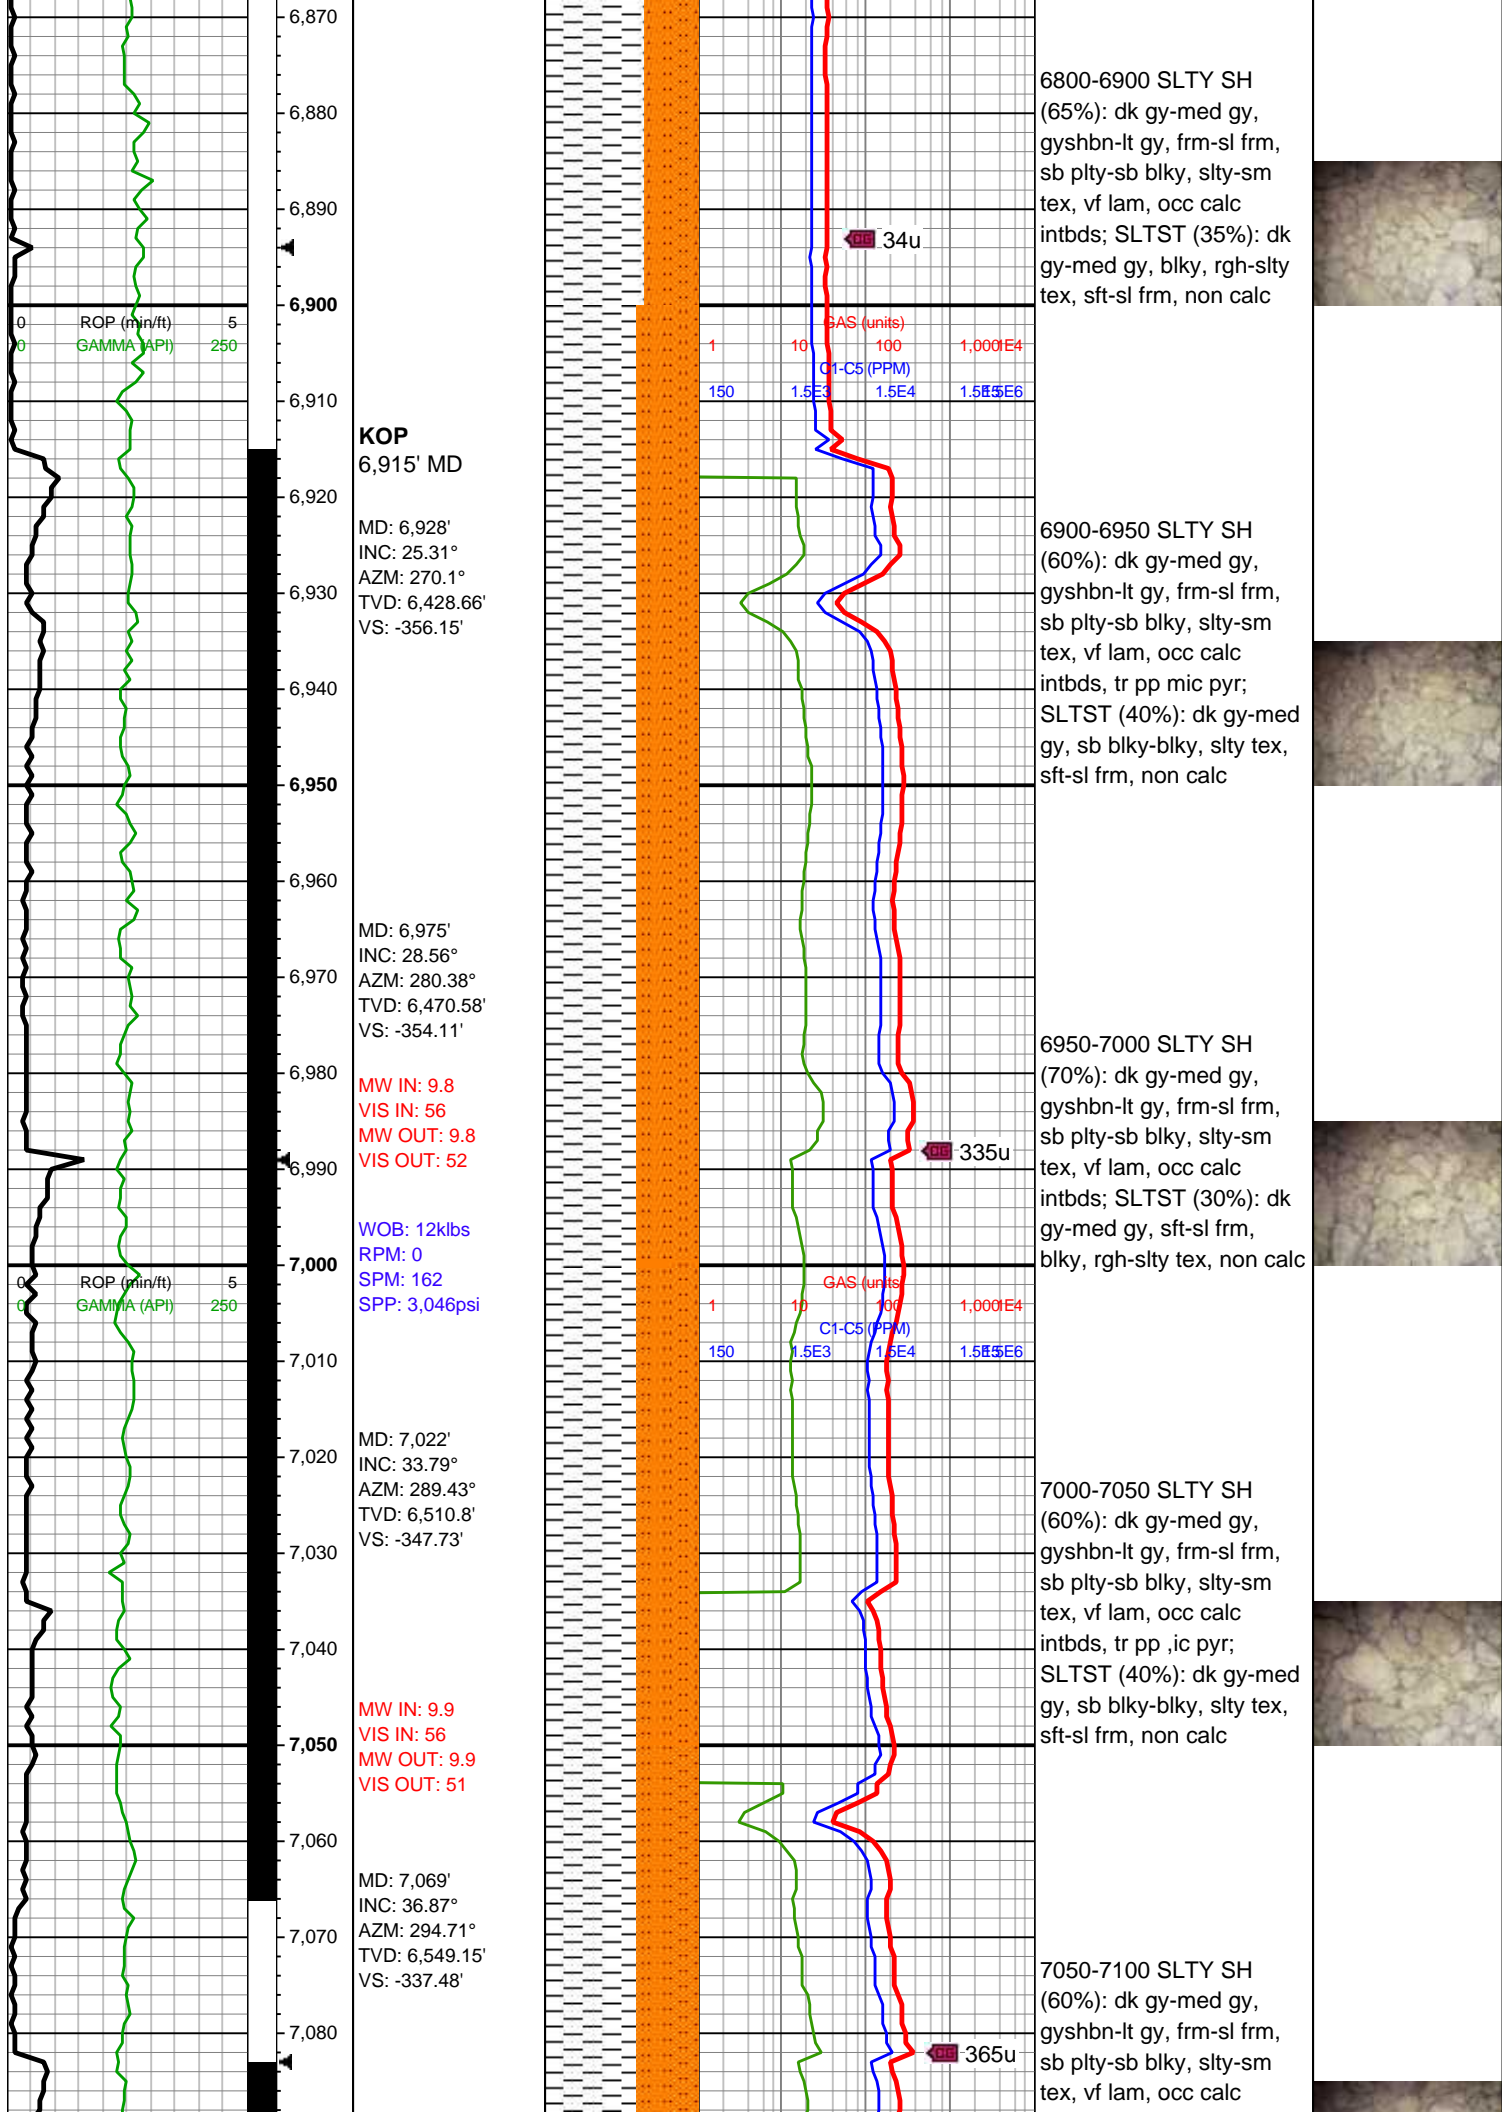 6,870
6,880
6,890
6,900
0 ROP (min/ft) 5
0 GAMMA (API) 250
6,910
6,920
6,930
6,940
6,950
6,960
6,970
6,980
6,990
7,000
0 ROP (min/ft) 5
0 GAMMA (API) 250
7,010
7,020
7,030
7,040
7,050
7,060
7,070
7,080
KOP
6,915' MD
MD: 6,928'
INC: 25.31°
AZM: 270.1°
TVD: 6,428.66'
VS: -356.15'
MD: 6,975'
INC: 28.56°
AZM: 280.38°
TVD: 6,470.58'
VS: -354.11'
MW IN: 9.8
VIS IN: 56
MW OUT: 9.8
VIS OUT: 52
WOB: 12klbs
RPM: 0
SPM: 162
SPP: 3,046psi
MD: 7,022'
INC: 33.79°
AZM: 289.43°
TVD: 6,510.8'
VS: -347.73'
MW IN: 9.9
VIS IN: 56
MW OUT: 9.9
VIS OUT: 51
MD: 7,069'
INC: 36.87°
AZM: 294.71°
TVD: 6,549.15'
VS: -337.48'
DG 34u
GAS (units)
1 10 100 1,000 1E4
C1-C5 (PPM)
150 1.5E3 1.5E4 1.5E5 1.5E6
DG 335u
GAS (units)
1 10 100 1,000 1E4
C1-C5 (PPM)
150 1.5E3 1.5E4 1.5E5 1.5E6
DG 365u
6800-6900 SLTY SH
(65%): dk gy-med gy,
gyshbn-lt gy, frm-sl frm,
sb plty-sb blky, slty-sm
tex, vf lam, occ calc
intbds; SLTST (35%): dk
gy-med gy, blky, rgh-slty
tex, sft-sl frm, non calc
6900-6950 SLTY SH
(60%): dk gy-med gy,
gyshbn-lt gy, frm-sl frm,
sb plty-sb blky, slty-sm
tex, vf lam, occ calc
intbds, tr pp mic pyr;
SLTST (40%): dk gy-med
gy, sb blky-blky, slty tex,
sft-sl frm, non calc
6950-7000 SLTY SH
(70%): dk gy-med gy,
gyshbn-lt gy, frm-sl frm,
sb plty-sb blky, slty-sm
tex, vf lam, occ calc
intbds; SLTST (30%): dk
gy-med gy, sft-sl frm,
blky, rgh-slty tex, non calc
7000-7050 SLTY SH
(60%): dk gy-med gy,
gyshbn-lt gy, frm-sl frm,
sb plty-sb blky, slty-sm
tex, vf lam, occ calc
intbds, tr pp ,ic pyr;
SLTST (40%): dk gy-med
gy, sb blky-blky, slty tex,
sft-sl frm, non calc
7050-7100 SLTY SH
(60%): dk gy-med gy,
gyshbn-lt gy, frm-sl frm,
sb plty-sb blky, slty-sm
tex, vf lam, occ calc